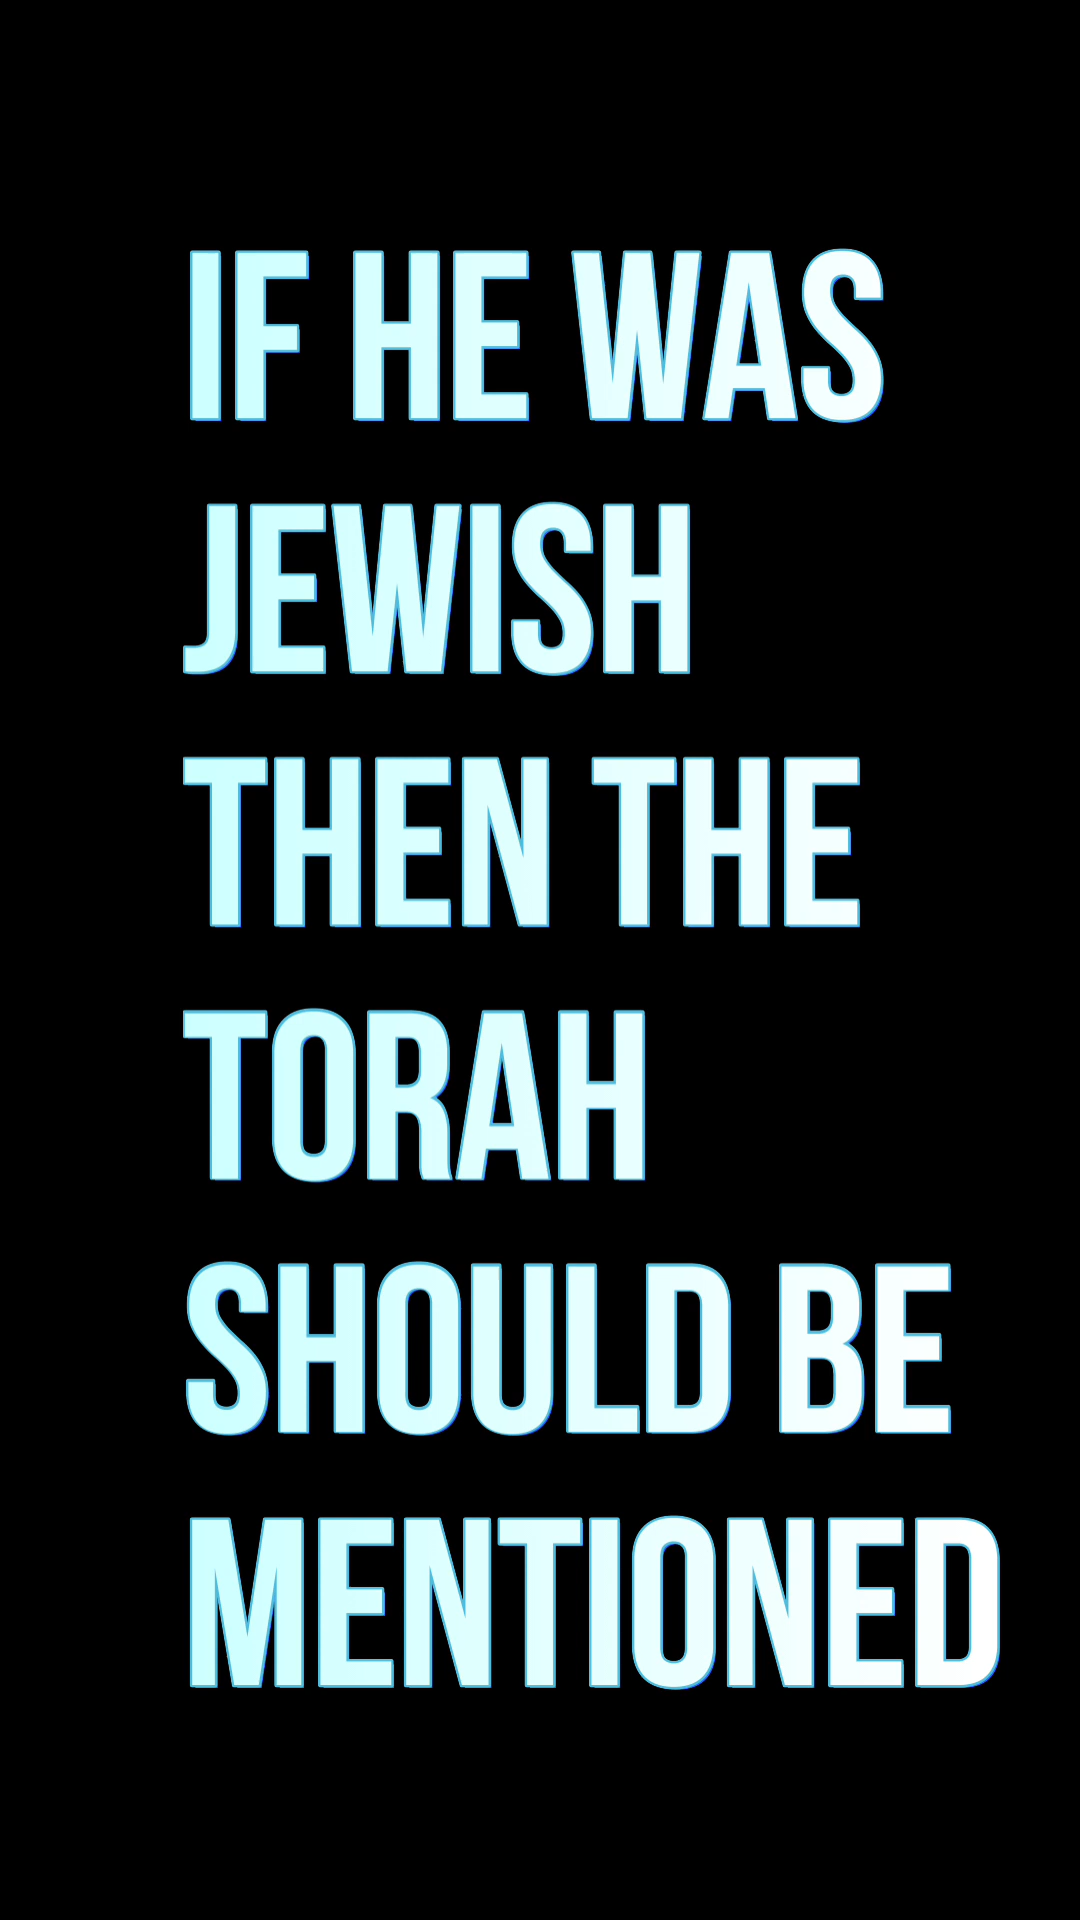 IF HE WAS
JEWISH
THEN THE
TORAH
SHOULD BE
MENTIONED